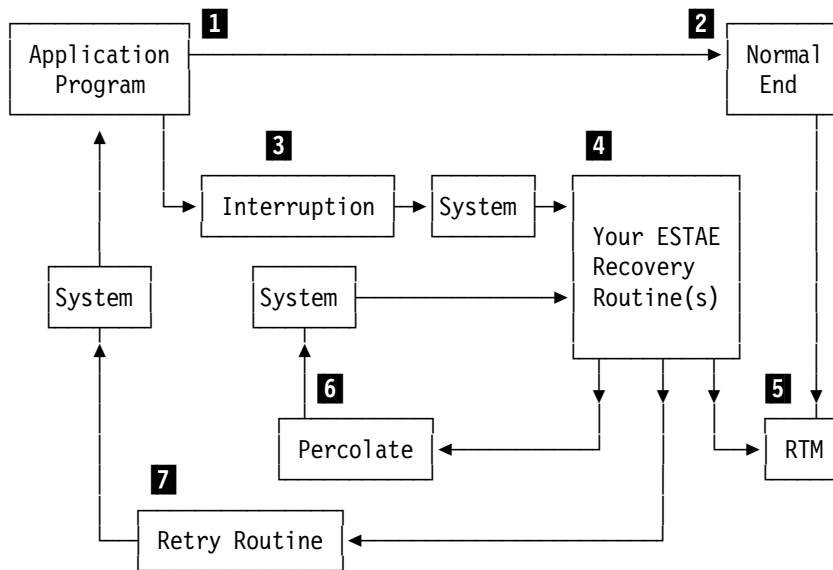 1
2
Application
Program
Normal
End
3
4
Interruption
System
Your ESTAE
Recovery
Routine(s)
System
System
6
5
Percolate
RTM
7
Retry Routine